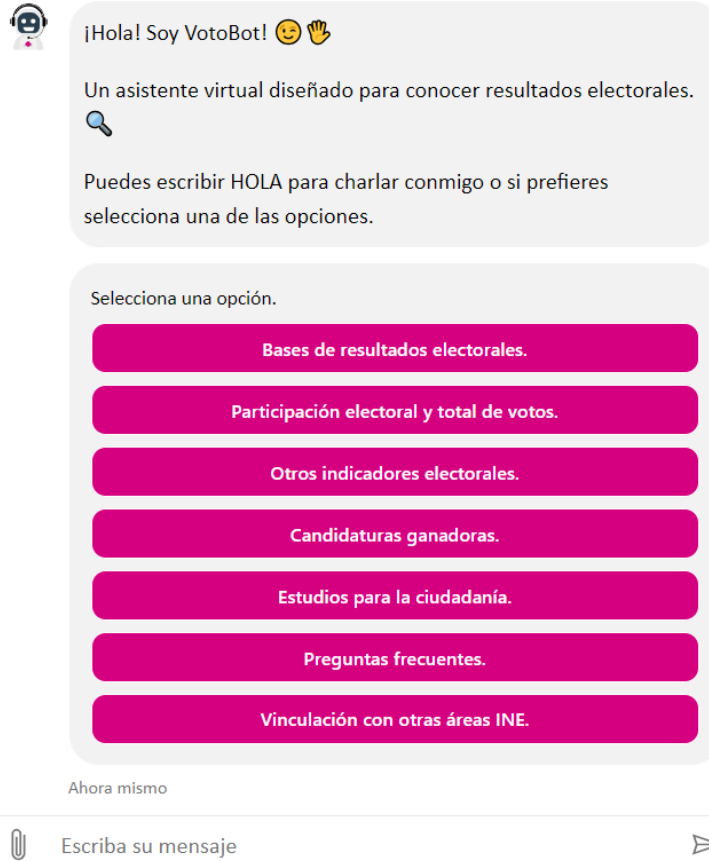 ¡Hola! Soy VotoBot! 😉🖐
Un asistente virtual diseñado para conocer resultados electorales.
🔍
Puedes escribir HOLA para charlar conmigo o si prefieres
selecciona una de las opciones.
Selecciona una opción.
Bases de resultados electorales.
Participación electoral y total de votos.
Otros indicadores electorales.
Candidaturas ganadoras.
Estudios para la ciudadanía.
Preguntas frecuentes.
Vinculación con otras áreas INE.
Ahora mismo
Escriba su mensaje